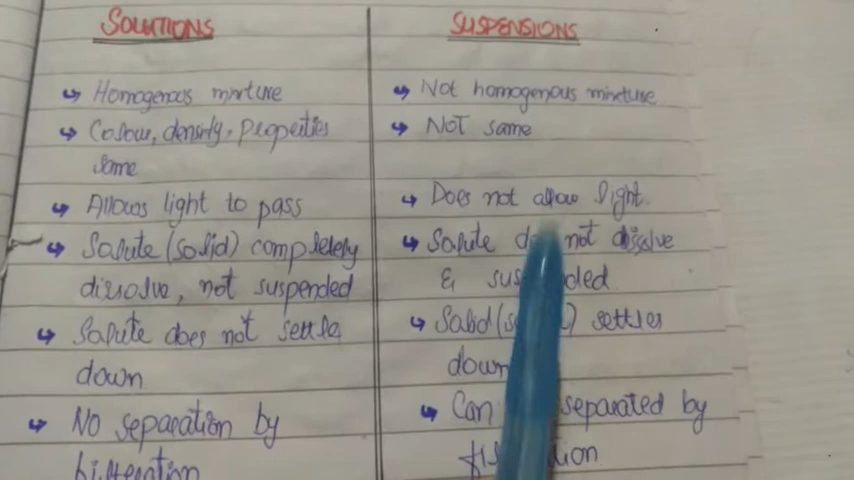 SOLUTIONS
Homogenous mixture
Colour, density, properties
same
Allows light to pass
Solute (solid) completely
dissolve, not suspended
Solute does not settle
down
No separation by
SUSPENSIONS
Not homogenous mixture
NOT same
Does not allow light.
Solute not dissolve
&
settles
down
Can separated by